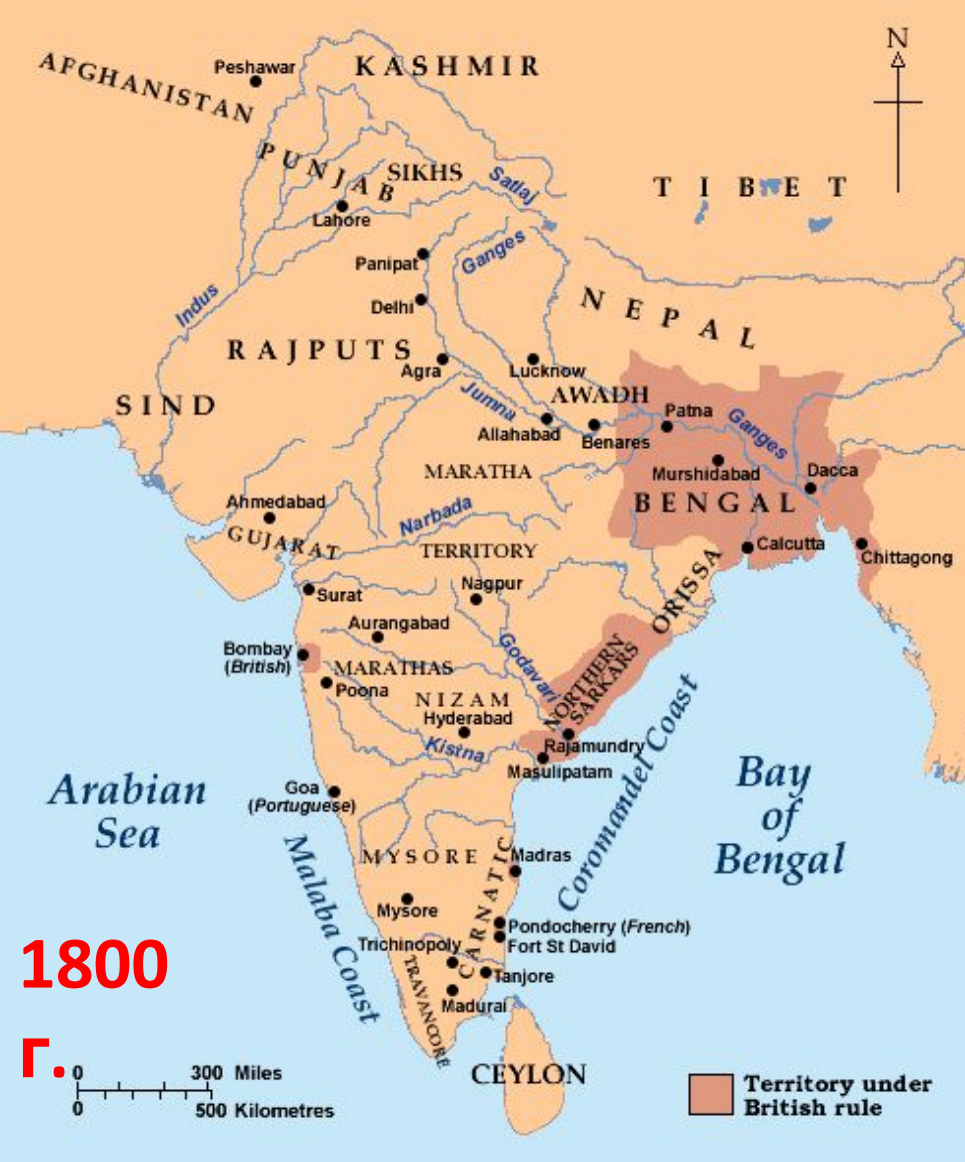 N
AFGHANISTAN
Peshawar
KASHMIR
PUNJAB
SIKHS
Satlaj
TIBET
Lahore
Panipat
Ganges
Delhi
Indus
NEPAL
RAJPUTS
Agra
Lucknow
SIND
Jumna
AWADH
Patna
Ganges
Allahabad
Benares
MARATHA
Murshidabad
Dacca
Ahmedabad
BENGAL
Narbada
GUJARAT
TERRITORY
Calcutta
Chittagong
Nagpur
ORISSA
Surat
Aurangabad
Godavari
Bombay
(British)
MARATHAS
NORTHERN
SARKARS
Poona
NIZAM
Hyderabad
Kistna
Rajamundry
Masulipatam
Arabian
Sea
Goa
(Portuguese)
Coromandel Coast
Bay
of
Bengal
Malaba Coast
MYSORE
CARNATIC
Madras
Mysore
Pondocherry (French)
Fort St David
Trichinopoly
TRAVANCORE
Tanjore
Madurai
1800
г.
CEYLON
0 300 Miles
0 500 Kilometres
Territory under
British rule